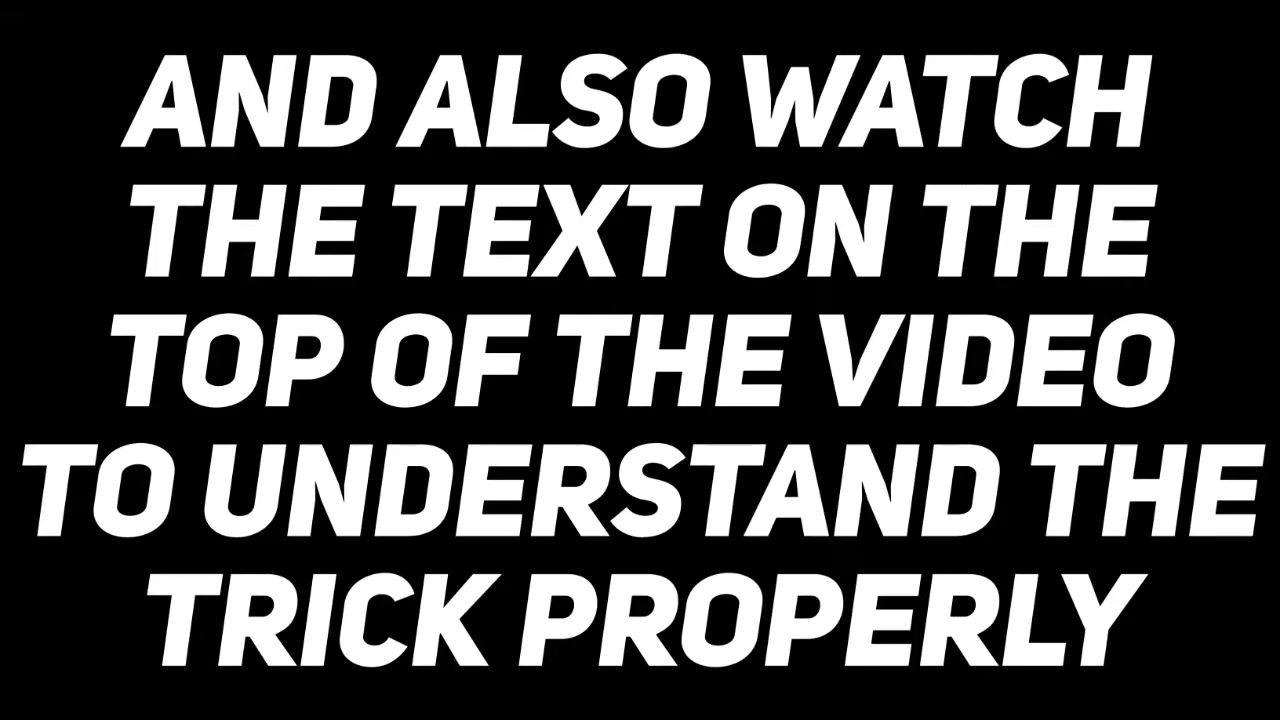 AND ALSO WATCH
THE TEXT ON THE
TOP OF THE VIDEO
TO UNDERSTAND THE
TRICK PROPERLY